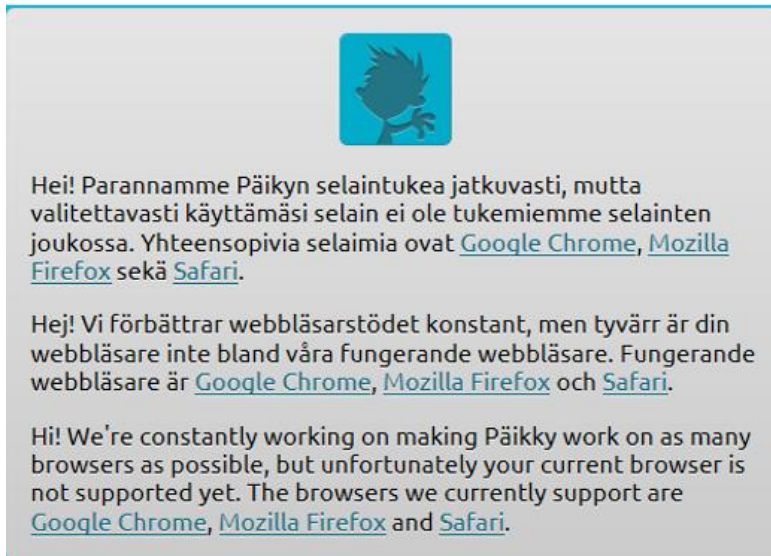 Hei! Parannamme Päikyn selaintukea jatkuvasti, mutta
valitettavasti käyttämäsi selain ei ole tukemiemme selainten
joukossa. Yhteensopivia selaimia ovat Google Chrome, Mozilla
Firefox sekä Safari.
Hej! Vi förbättrar webbläsarstödet konstant, men tyvärr är din
webbläsare inte bland våra fungerande webbläsare. Fungerande
webbläsare är Google Chrome, Mozilla Firefox och Safari.
Hi! We're constantly working on making Päikky work on as many
browsers as possible, but unfortunately your current browser is
not supported yet. The browsers we currently support are
Google Chrome, Mozilla Firefox and Safari.